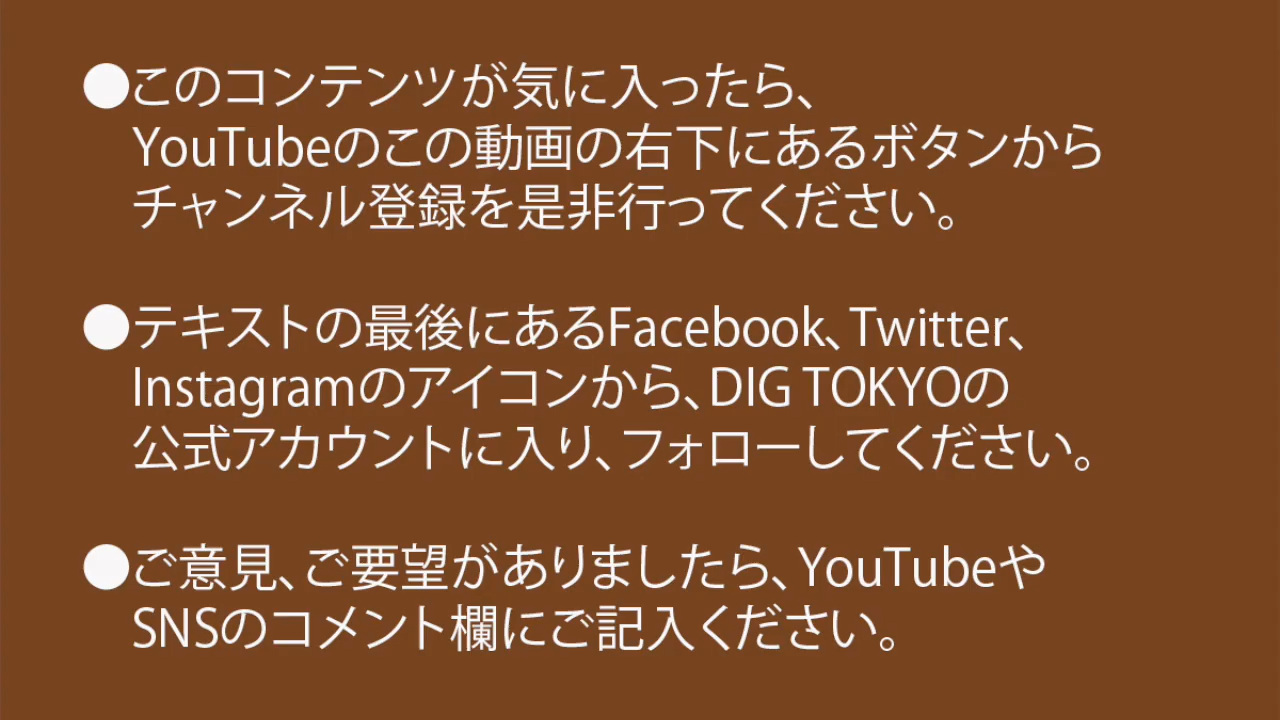 ●このコンテンツが気に入ったら、
YouTubeのこの動画の右下にあるボタンから
チャンネル登録を是非行ってください。
●テキストの最後にあるFacebook、Twitter、
Instagramのアイコンから、DIG TOKYOの
公式アカウントに入り、フォローしてください。
●ご意見、ご要望がありましたら、YouTubeや
SNSのコメント欄にご記入ください。